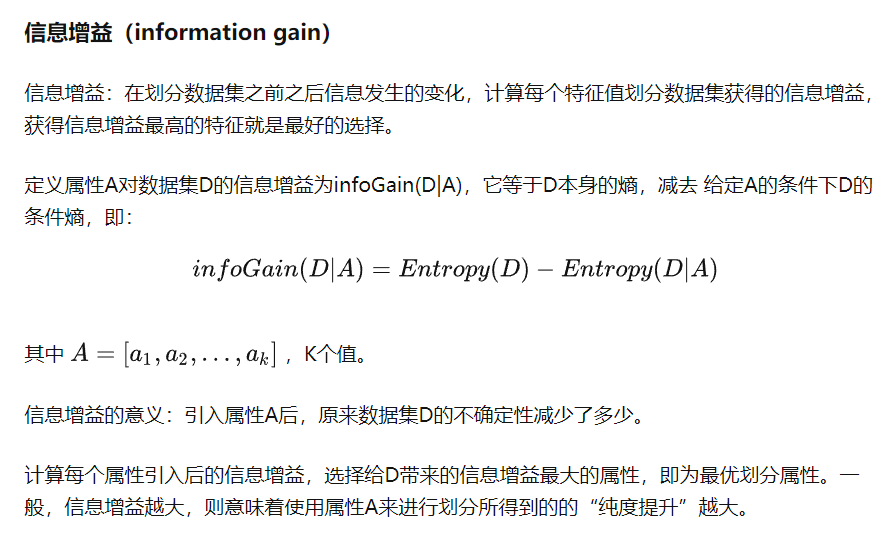 信息增益（information gain）
信息增益：在划分数据集之前之后信息发生的变化，计算每个特征值划分数据集获得的信息增益，
获得信息增益最高的特征就是最好的选择。
定义属性A对数据集D的信息增益为infoGain(D|A)，它等于D本身的熵，减去 给定A的条件下D的
条件熵，即：
infoGain(D|A) = Entropy(D) − Entropy(D|A)
其中 A = [a₁, a₂, . . . , aₖ] ，K个值。
信息增益的意义：引入属性A后，原来数据集D的不确定性减少了多少。
计算每个属性引入后的信息增益，选择给D带来的信息增益最大的属性，即为最优划分属性。一
般，信息增益越大，则意味着使用属性A来进行划分所得到的的“纯度提升”越大。